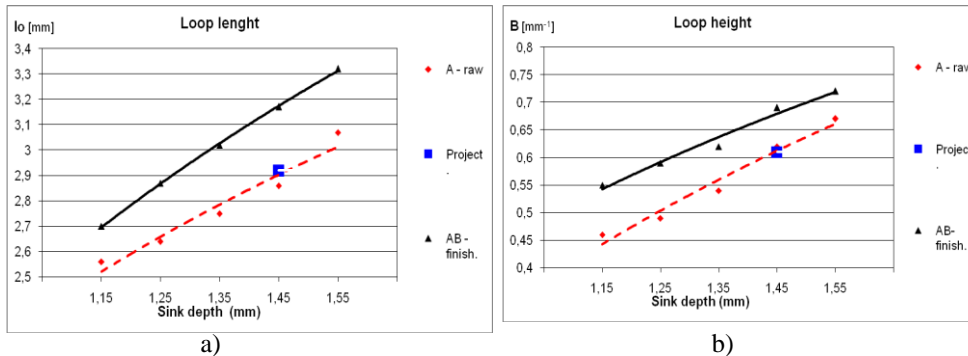 Loop lenght
lo [mm]
3,4
3,3
3,2
3,1
3
2,9
2,8
2,7
2,6
2,5
1,15 1,25 1,35 1,45 1,55
Sink depth (mm)
A - raw
Project
.
AB -
finish.
a)
Loop height
B [mm⁻¹]
0,8
0,75
0,7
0,65
0,6
0,55
0,5
0,45
0,4
1,15 1,25 1,35 1,45 1,55
Sink depth (mm)
A - raw
Project
.
AB-
finish.
b)